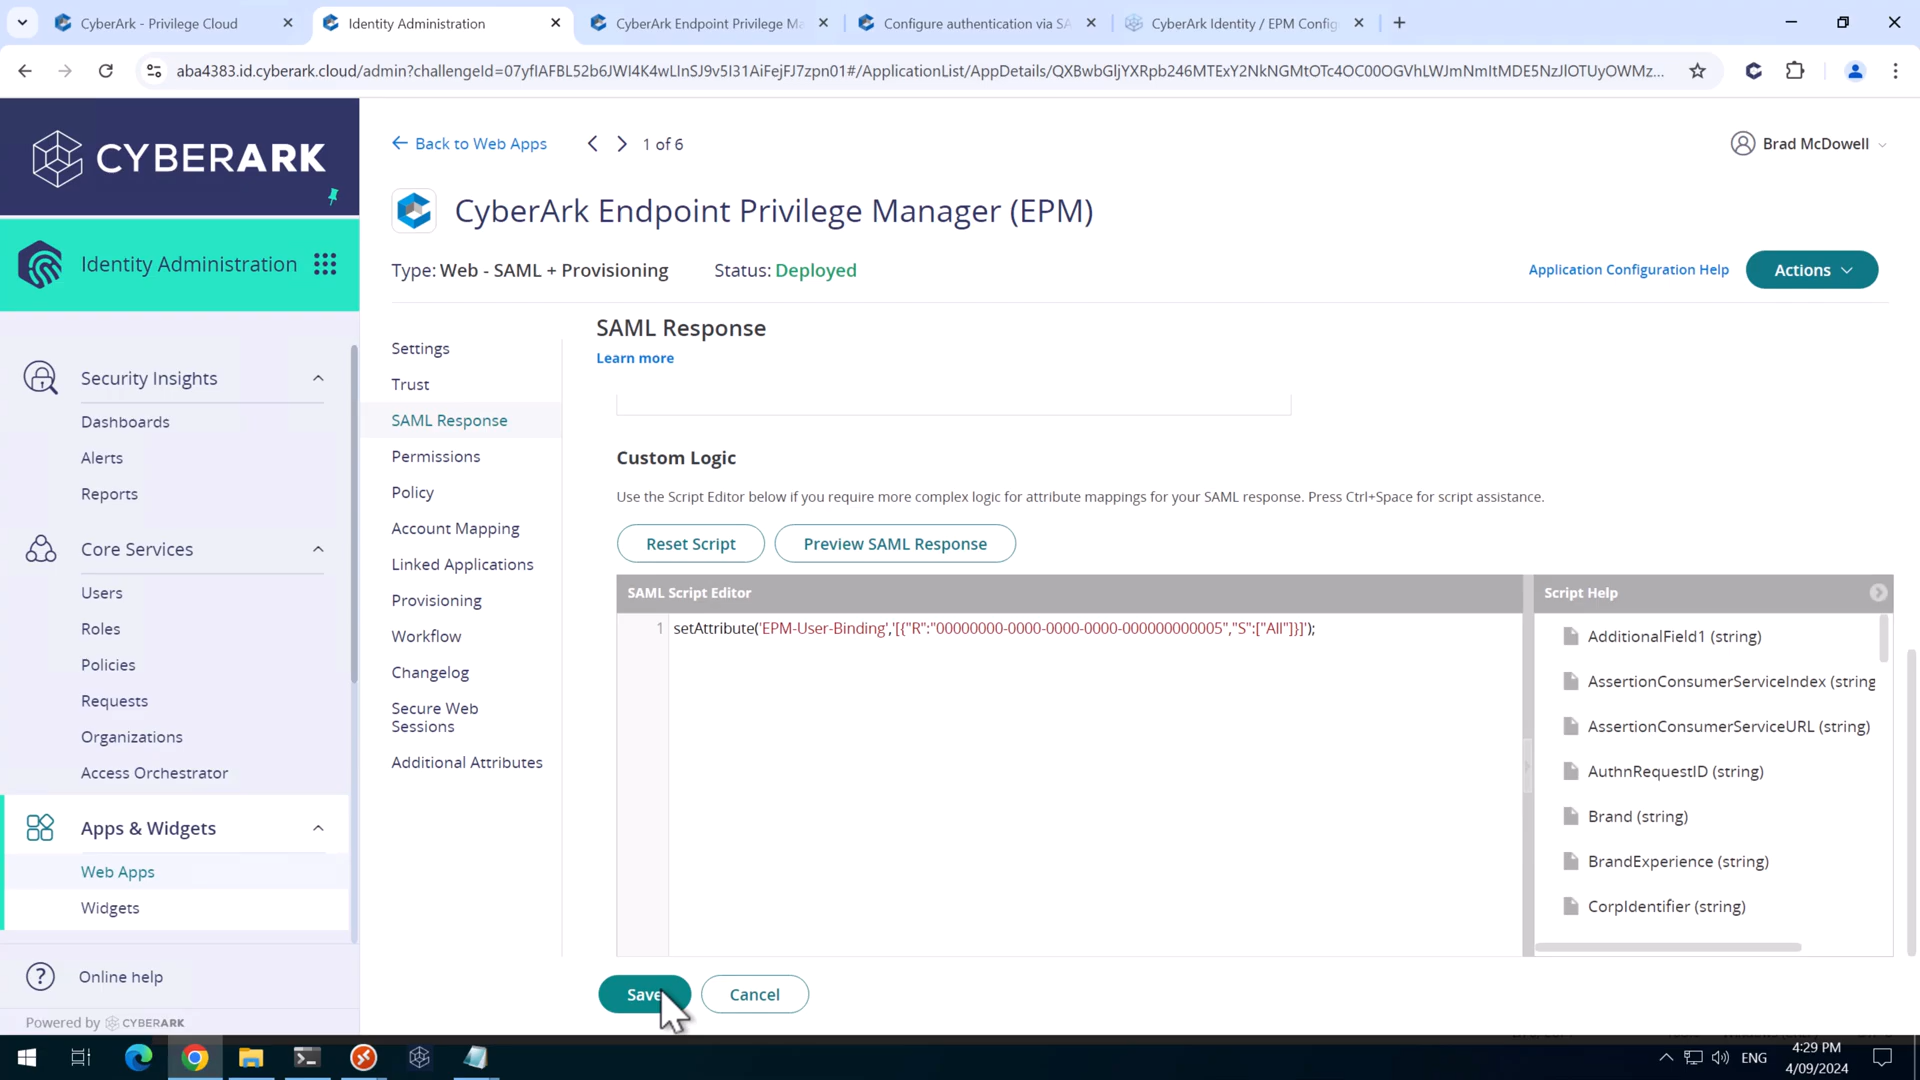 CyberArk - Privilege Cloud
Identity Administration
CyberArk Endpoint Privilege Ma
Configure authentication via SA
CyberArk Identity / EPM Config
aba4383.id.cyberark.cloud/admin?challengeId=07yfIAFBL52b6JWI4K4wLInSJ9v5I31AiFejFJ7zpn01#/ApplicationList/AppDetails/QXBwbGljYXRpb246MTExY2NkNGMtOTc4OC00OGVhLWJmNmItMDE5NzJlOTUyOWMz...
CYBERARK
Identity Administration
Security Insights
Dashboards
Alerts
Reports
Core Services
Users
Roles
Policies
Requests
Organizations
Access Orchestrator
Apps & Widgets
Web Apps
Widgets
Online help
Powered by CYBERARK
Back to Web Apps
1 of 6
Brad McDowell
CyberArk Endpoint Privilege Manager (EPM)
Type: Web - SAML + Provisioning
Status: Deployed
Application Configuration Help
Actions
Settings
Trust
SAML Response
Permissions
Policy
Account Mapping
Linked Applications
Provisioning
Workflow
Changelog
Secure Web
Sessions
Additional Attributes
SAML Response
Learn more
Custom Logic
Use the Script Editor below if you require more complex logic for attribute mappings for your SAML response. Press Ctrl+Space for script assistance.
Reset Script
Preview SAML Response
SAML Script Editor
1 setAttribute('EPM-User-Binding','[{"R":"00000000-0000-0000-0000-000000000005","S":["All"]}]');
Script Help
AdditionalField1 (string)
AssertionConsumerServiceIndex (string
AssertionConsumerServiceURL (string)
AuthnRequestID (string)
Brand (string)
BrandExperience (string)
CorpIdentifier (string)
Save
Cancel
ENG
4:29 PM
4/09/2024